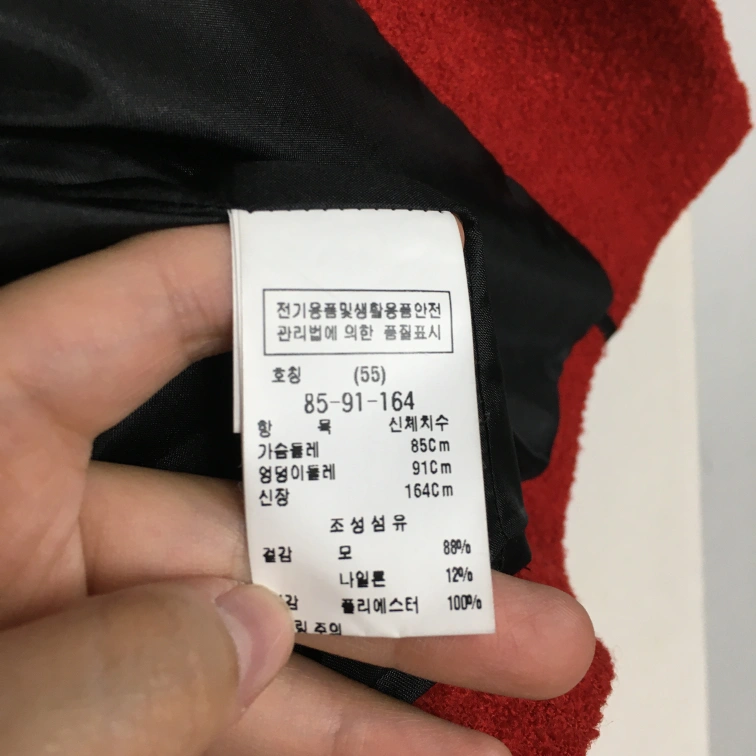 전기용품및생활용품안전
관리법에 의한 품질표시
호칭 (55)
85-91-164
항 목 신체치수
가슴둘레 85Cm
엉덩이둘레 91Cm
신장 164Cm
조성섬유
겉감 모 88%
나일론 12%
감 폴리에스터 100%
주의